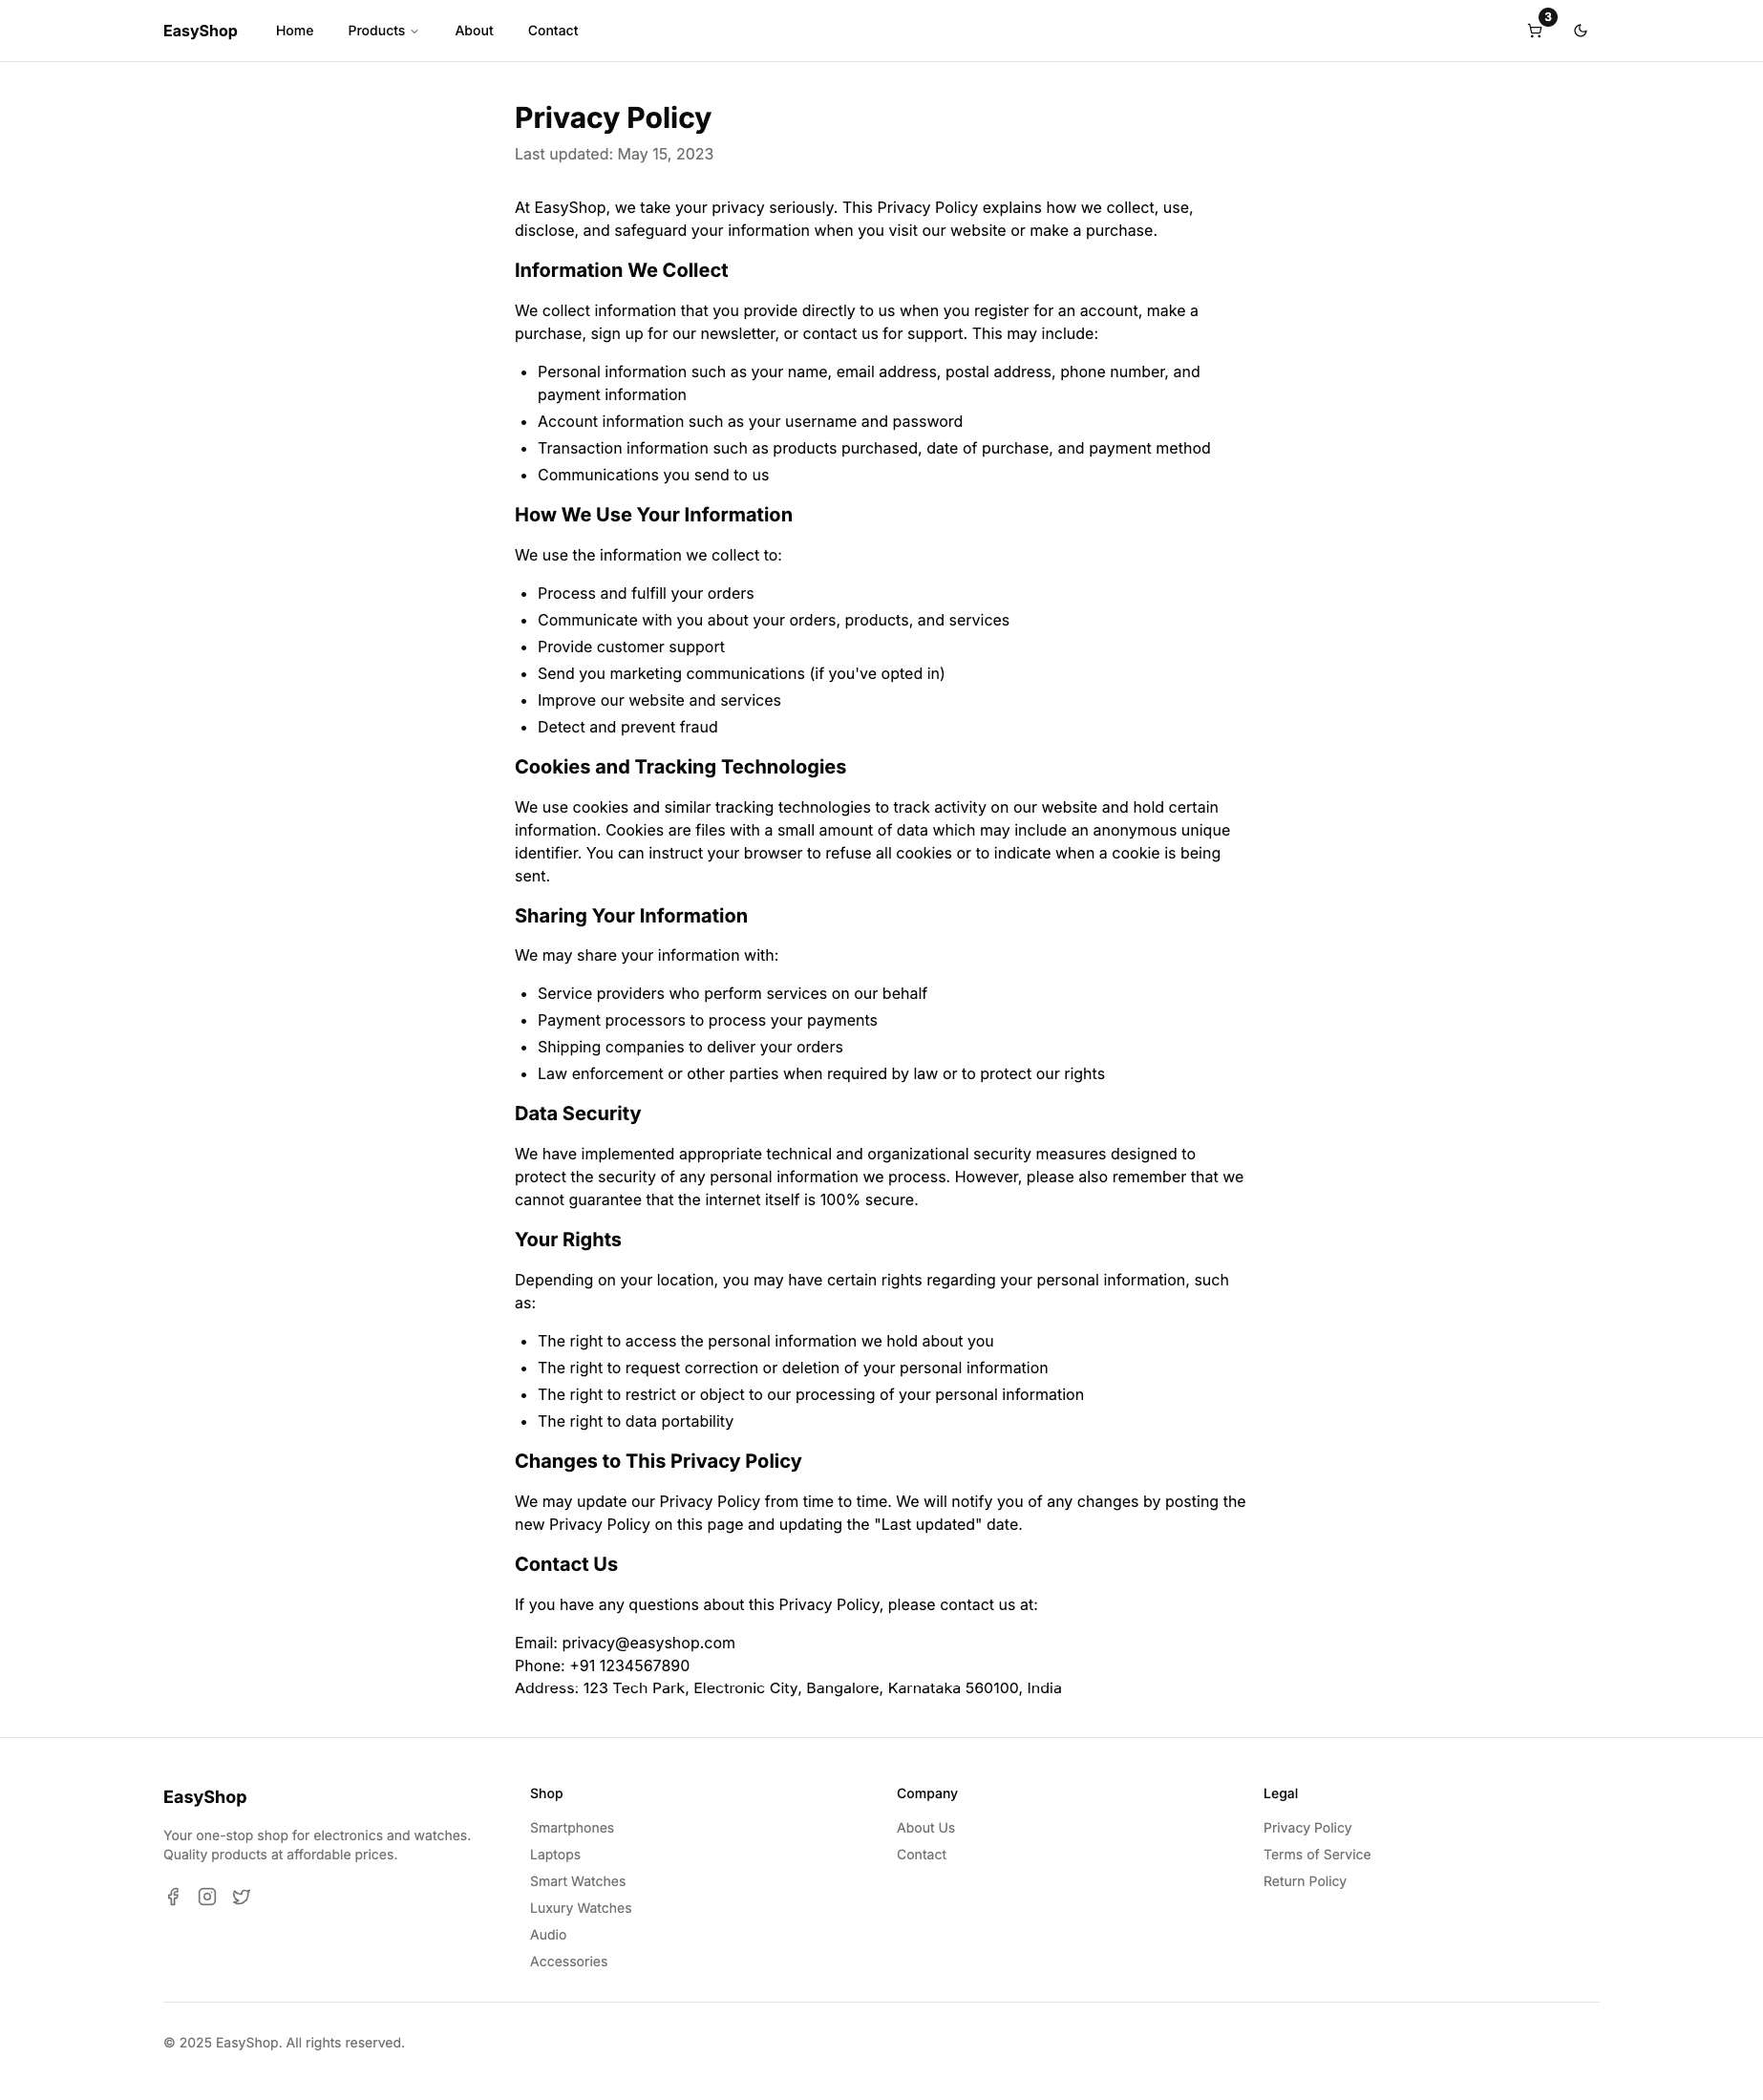 EasyShop
Home
Products
About
Contact
3
Privacy Policy
Last updated: May 15, 2023
At EasyShop, we take your privacy seriously. This Privacy Policy explains how we collect, use,
disclose, and safeguard your information when you visit our website or make a purchase.
Information We Collect
We collect information that you provide directly to us when you register for an account, make a
purchase, sign up for our newsletter, or contact us for support. This may include:
• Personal information such as your name, email address, postal address, phone number, and
payment information
• Account information such as your username and password
• Transaction information such as products purchased, date of purchase, and payment method
• Communications you send to us
How We Use Your Information
We use the information we collect to:
• Process and fulfill your orders
• Communicate with you about your orders, products, and services
• Provide customer support
• Send you marketing communications (if you've opted in)
• Improve our website and services
• Detect and prevent fraud
Cookies and Tracking Technologies
We use cookies and similar tracking technologies to track activity on our website and hold certain
information. Cookies are files with a small amount of data which may include an anonymous unique
identifier. You can instruct your browser to refuse all cookies or to indicate when a cookie is being
sent.
Sharing Your Information
We may share your information with:
• Service providers who perform services on our behalf
• Payment processors to process your payments
• Shipping companies to deliver your orders
• Law enforcement or other parties when required by law or to protect our rights
Data Security
We have implemented appropriate technical and organizational security measures designed to
protect the security of any personal information we process. However, please also remember that we
cannot guarantee that the internet itself is 100% secure.
Your Rights
Depending on your location, you may have certain rights regarding your personal information, such
as:
• The right to access the personal information we hold about you
• The right to request correction or deletion of your personal information
• The right to restrict or object to our processing of your personal information
• The right to data portability
Changes to This Privacy Policy
We may update our Privacy Policy from time to time. We will notify you of any changes by posting the
new Privacy Policy on this page and updating the "Last updated" date.
Contact Us
If you have any questions about this Privacy Policy, please contact us at:
Email: privacy@easyshop.com
Phone: +91 1234567890
Address: 123 Tech Park, Electronic City, Bangalore, Karnataka 560100, India
EasyShop
Your one-stop shop for electronics and watches.
Quality products at affordable prices.
Shop
Smartphones
Laptops
Smart Watches
Luxury Watches
Audio
Accessories
Company
About Us
Contact
Legal
Privacy Policy
Terms of Service
Return Policy
© 2025 EasyShop. All rights reserved.